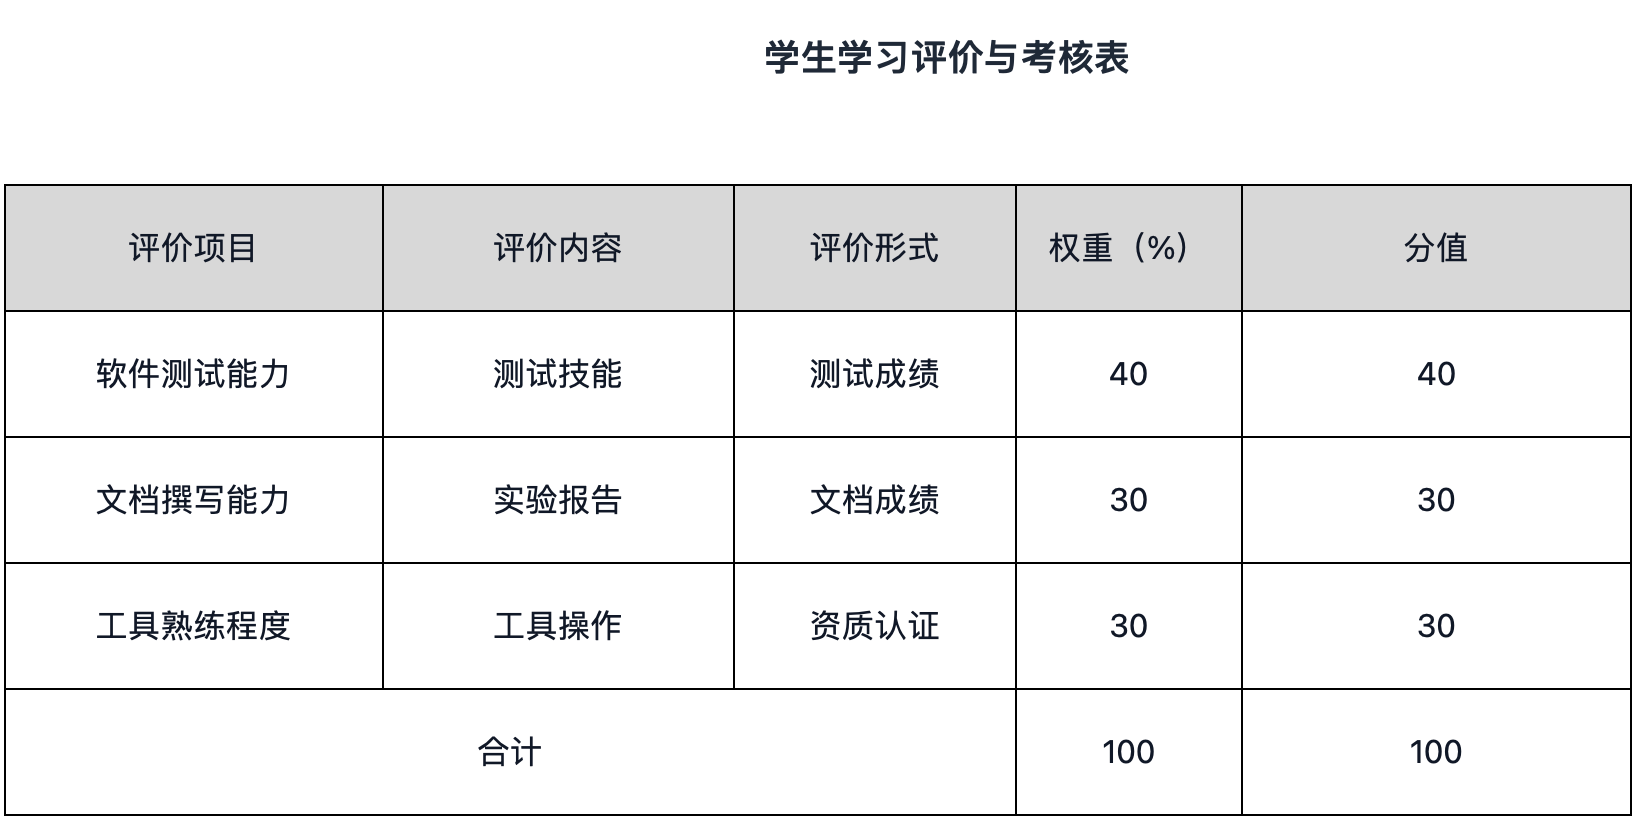 学生学习评价与考核表
评价项目 评价内容 评价形式 权重（%） 分值
软件测试能力 测试技能 测试成绩 40 40
文档撰写能力 实验报告 文档成绩 30 30
工具熟练程度 工具操作 资质认证 30 30
合计 100 100